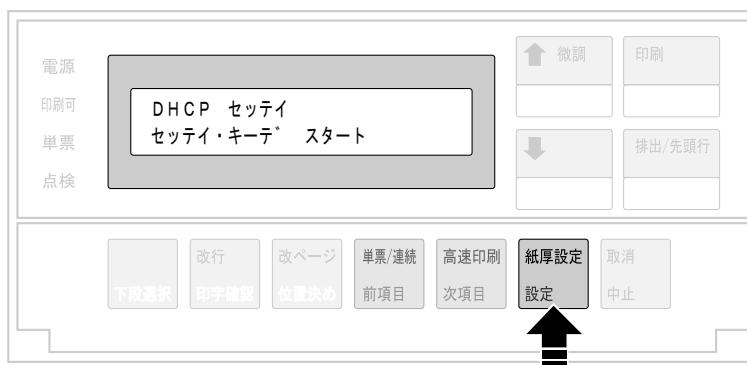 電源
印刷可
単票
点検
DHCP セッテイ
セッテイ・キーデ゛ スタート
微調
印刷
排出/先頭行
下段選択
改行
印字確認
改ページ
位置決め
単票/連続
前項目
高速印刷
次項目
紙厚設定
設定
取消
中止